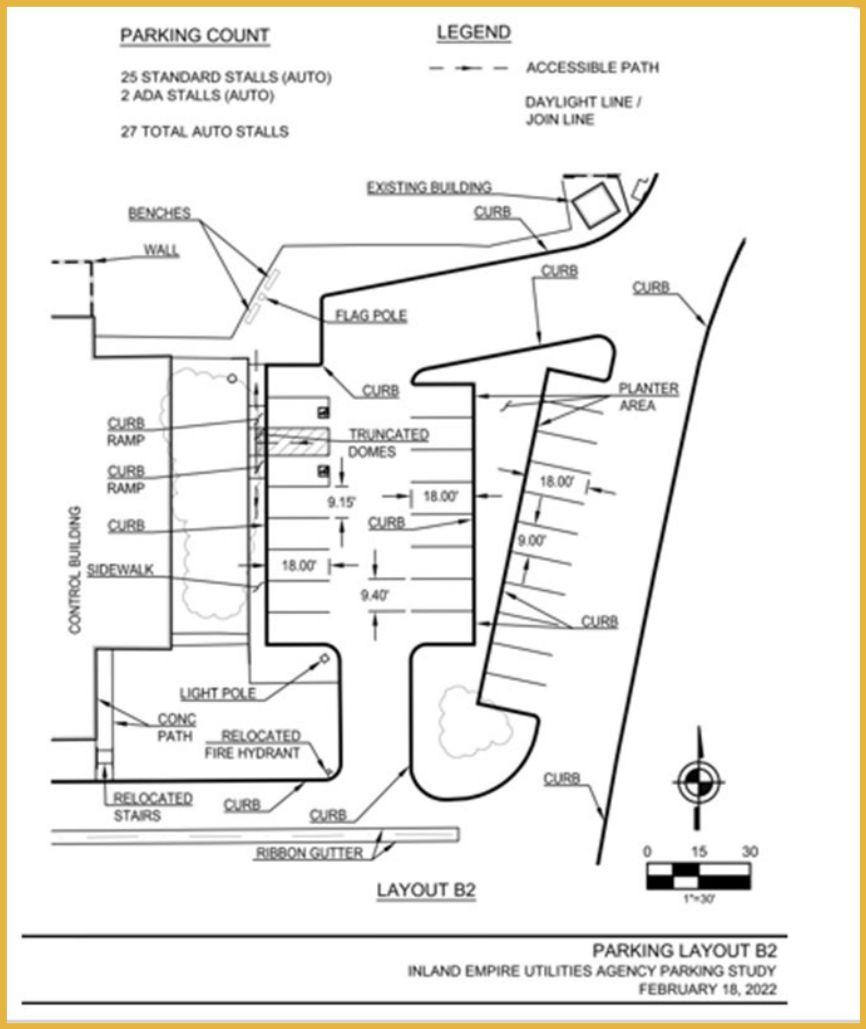 PARKING COUNT
25 STANDARD STALLS (AUTO)
2 ADA STALLS (AUTO)
27 TOTAL AUTO STALLS
LEGEND
ACCESSIBLE PATH
DAYLIGHT LINE /
JOIN LINE
EXISTING BUILDING
BENCHES
CURB
WALL
CURB
CURB
FLAG POLE
CURB
PLANTER
AREA
CURB
RAMP
TRUNCATED
DOMES
CURB
RAMP
18.00'
18.00'
9.15'
CURB
CURB
9.00'
SIDEWALK
18.00'
9.40'
CONTROL BUILDING
CURB
LIGHT POLE
CONC
PATH
RELOCATED
FIRE HYDRANT
CURB
RELOCATED
STAIRS
CURB
CURB
RIBBON GUTTER
0 15 30
1"=30'
LAYOUT B2
PARKING LAYOUT B2
INLAND EMPIRE UTILITIES AGENCY PARKING STUDY
FEBRUARY 18, 2022